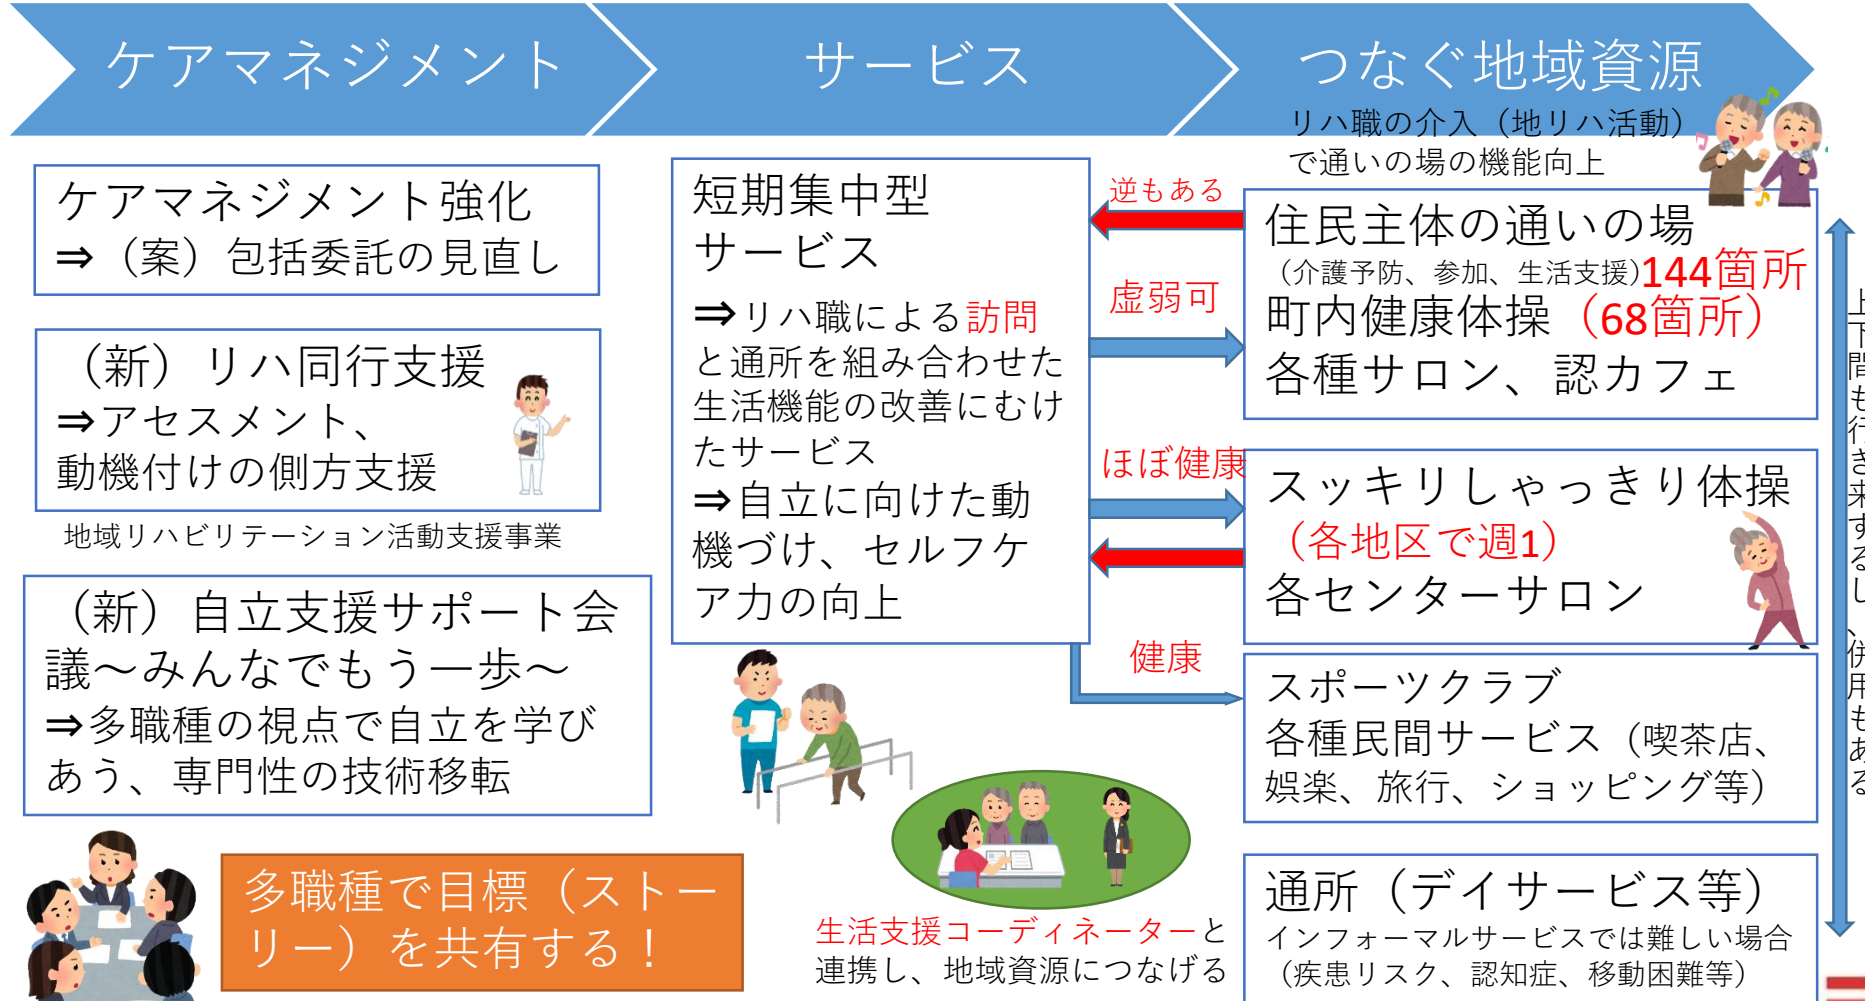 ケアマネジメント
サービス
つなぐ地域資源
ケアマネジメント強化
⇒（案）包括委託の見直し
（新）リハ同行支援
⇒アセスメント、
動機付けの側方支援
地域リハビリテーション活動支援事業
（新）自立支援サポート会
議～みんなでもう一歩～
⇒多職種の視点で自立を学び
あう、専門性の技術移転
多職種で目標（ストー
リー）を共有する！
短期集中型
サービス
⇒リハ職による訪問
と通所を組み合わせた
生活機能の改善にむけ
たサービス
⇒自立に向けた動
機づけ、セルフケ
ア力の向上
逆もある
虚弱可
ほぼ健康
健康
生活支援コーディネーターと
連携し、地域資源につなげる
リハ職の介入（地リハ活動）
で通いの場の機能向上
住民主体の通いの場
（介護予防、参加、生活支援）144箇所
町内健康体操（68箇所）
各種サロン、認カフェ
スッキリしゃっきり体操
（各地区で週1）
各センターサロン
スポーツクラブ
各種民間サービス（喫茶店、
娯楽、旅行、ショッピング等）
通所（デイサービス等）
インフォーマルサービスでは難しい場合
（疾患リスク、認知症、移動困難等）
上下間も行き来するし、併用もある